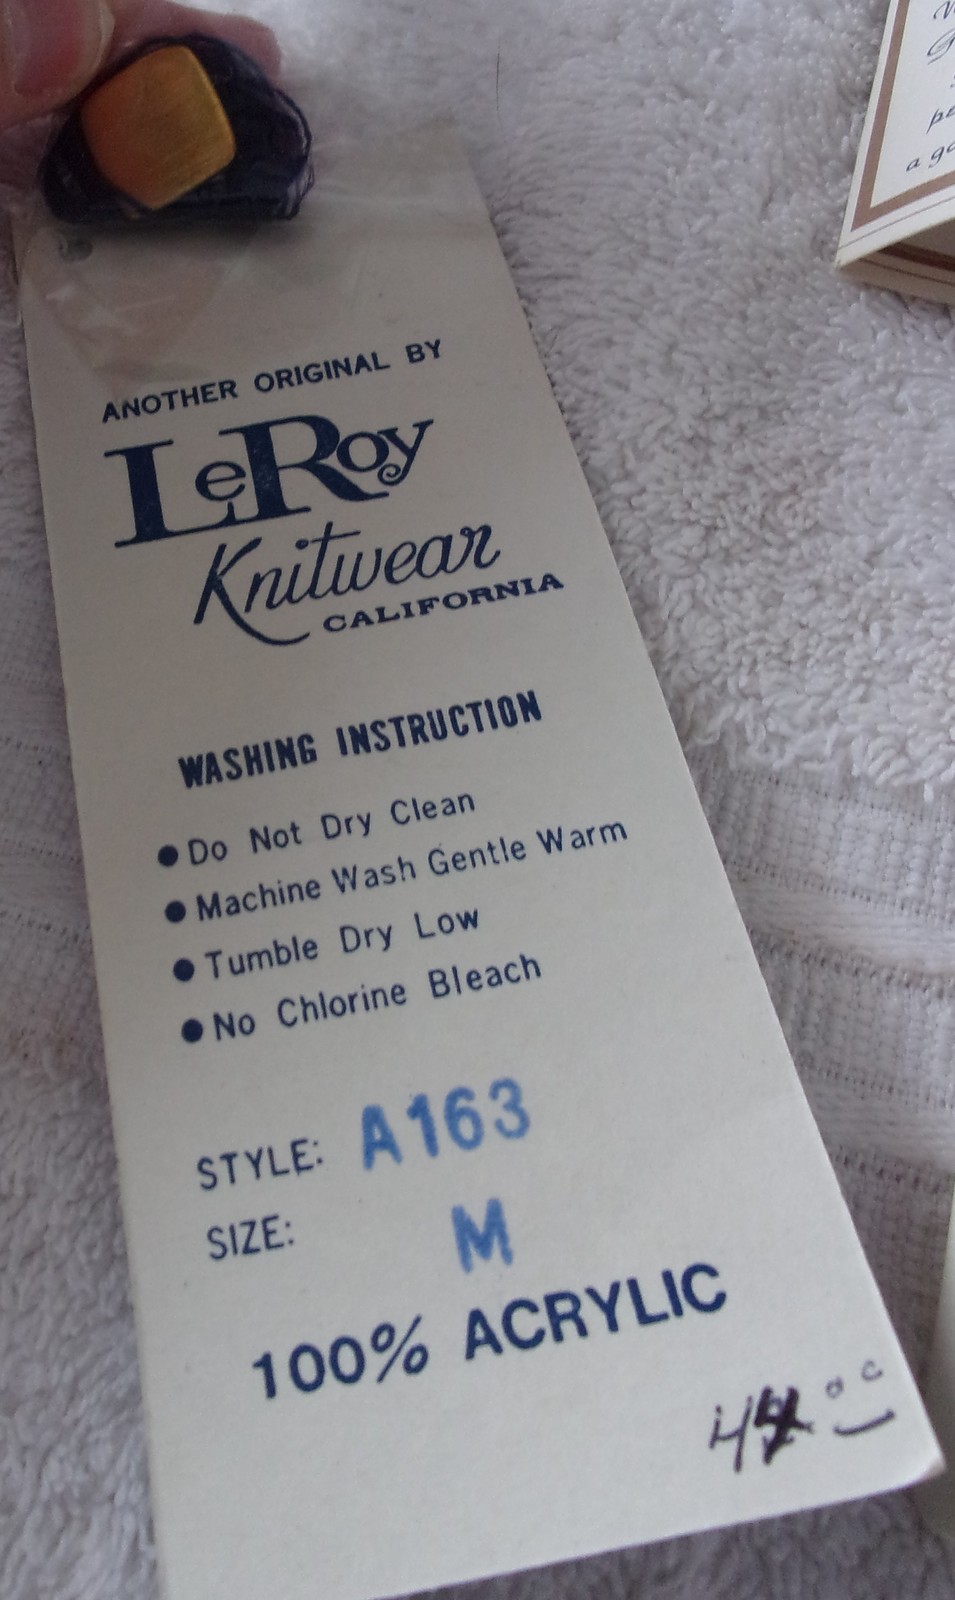 ANOTHER ORIGINAL BY
LeRoy
Knitwear
CALIFORNIA
WASHING INSTRUCTION
● Do Not Dry Clean
● Machine Wash Gentle Warm
● Tumble Dry Low
● No Chlorine Bleach
STYLE: A163
SIZE: M
100% ACRYLIC